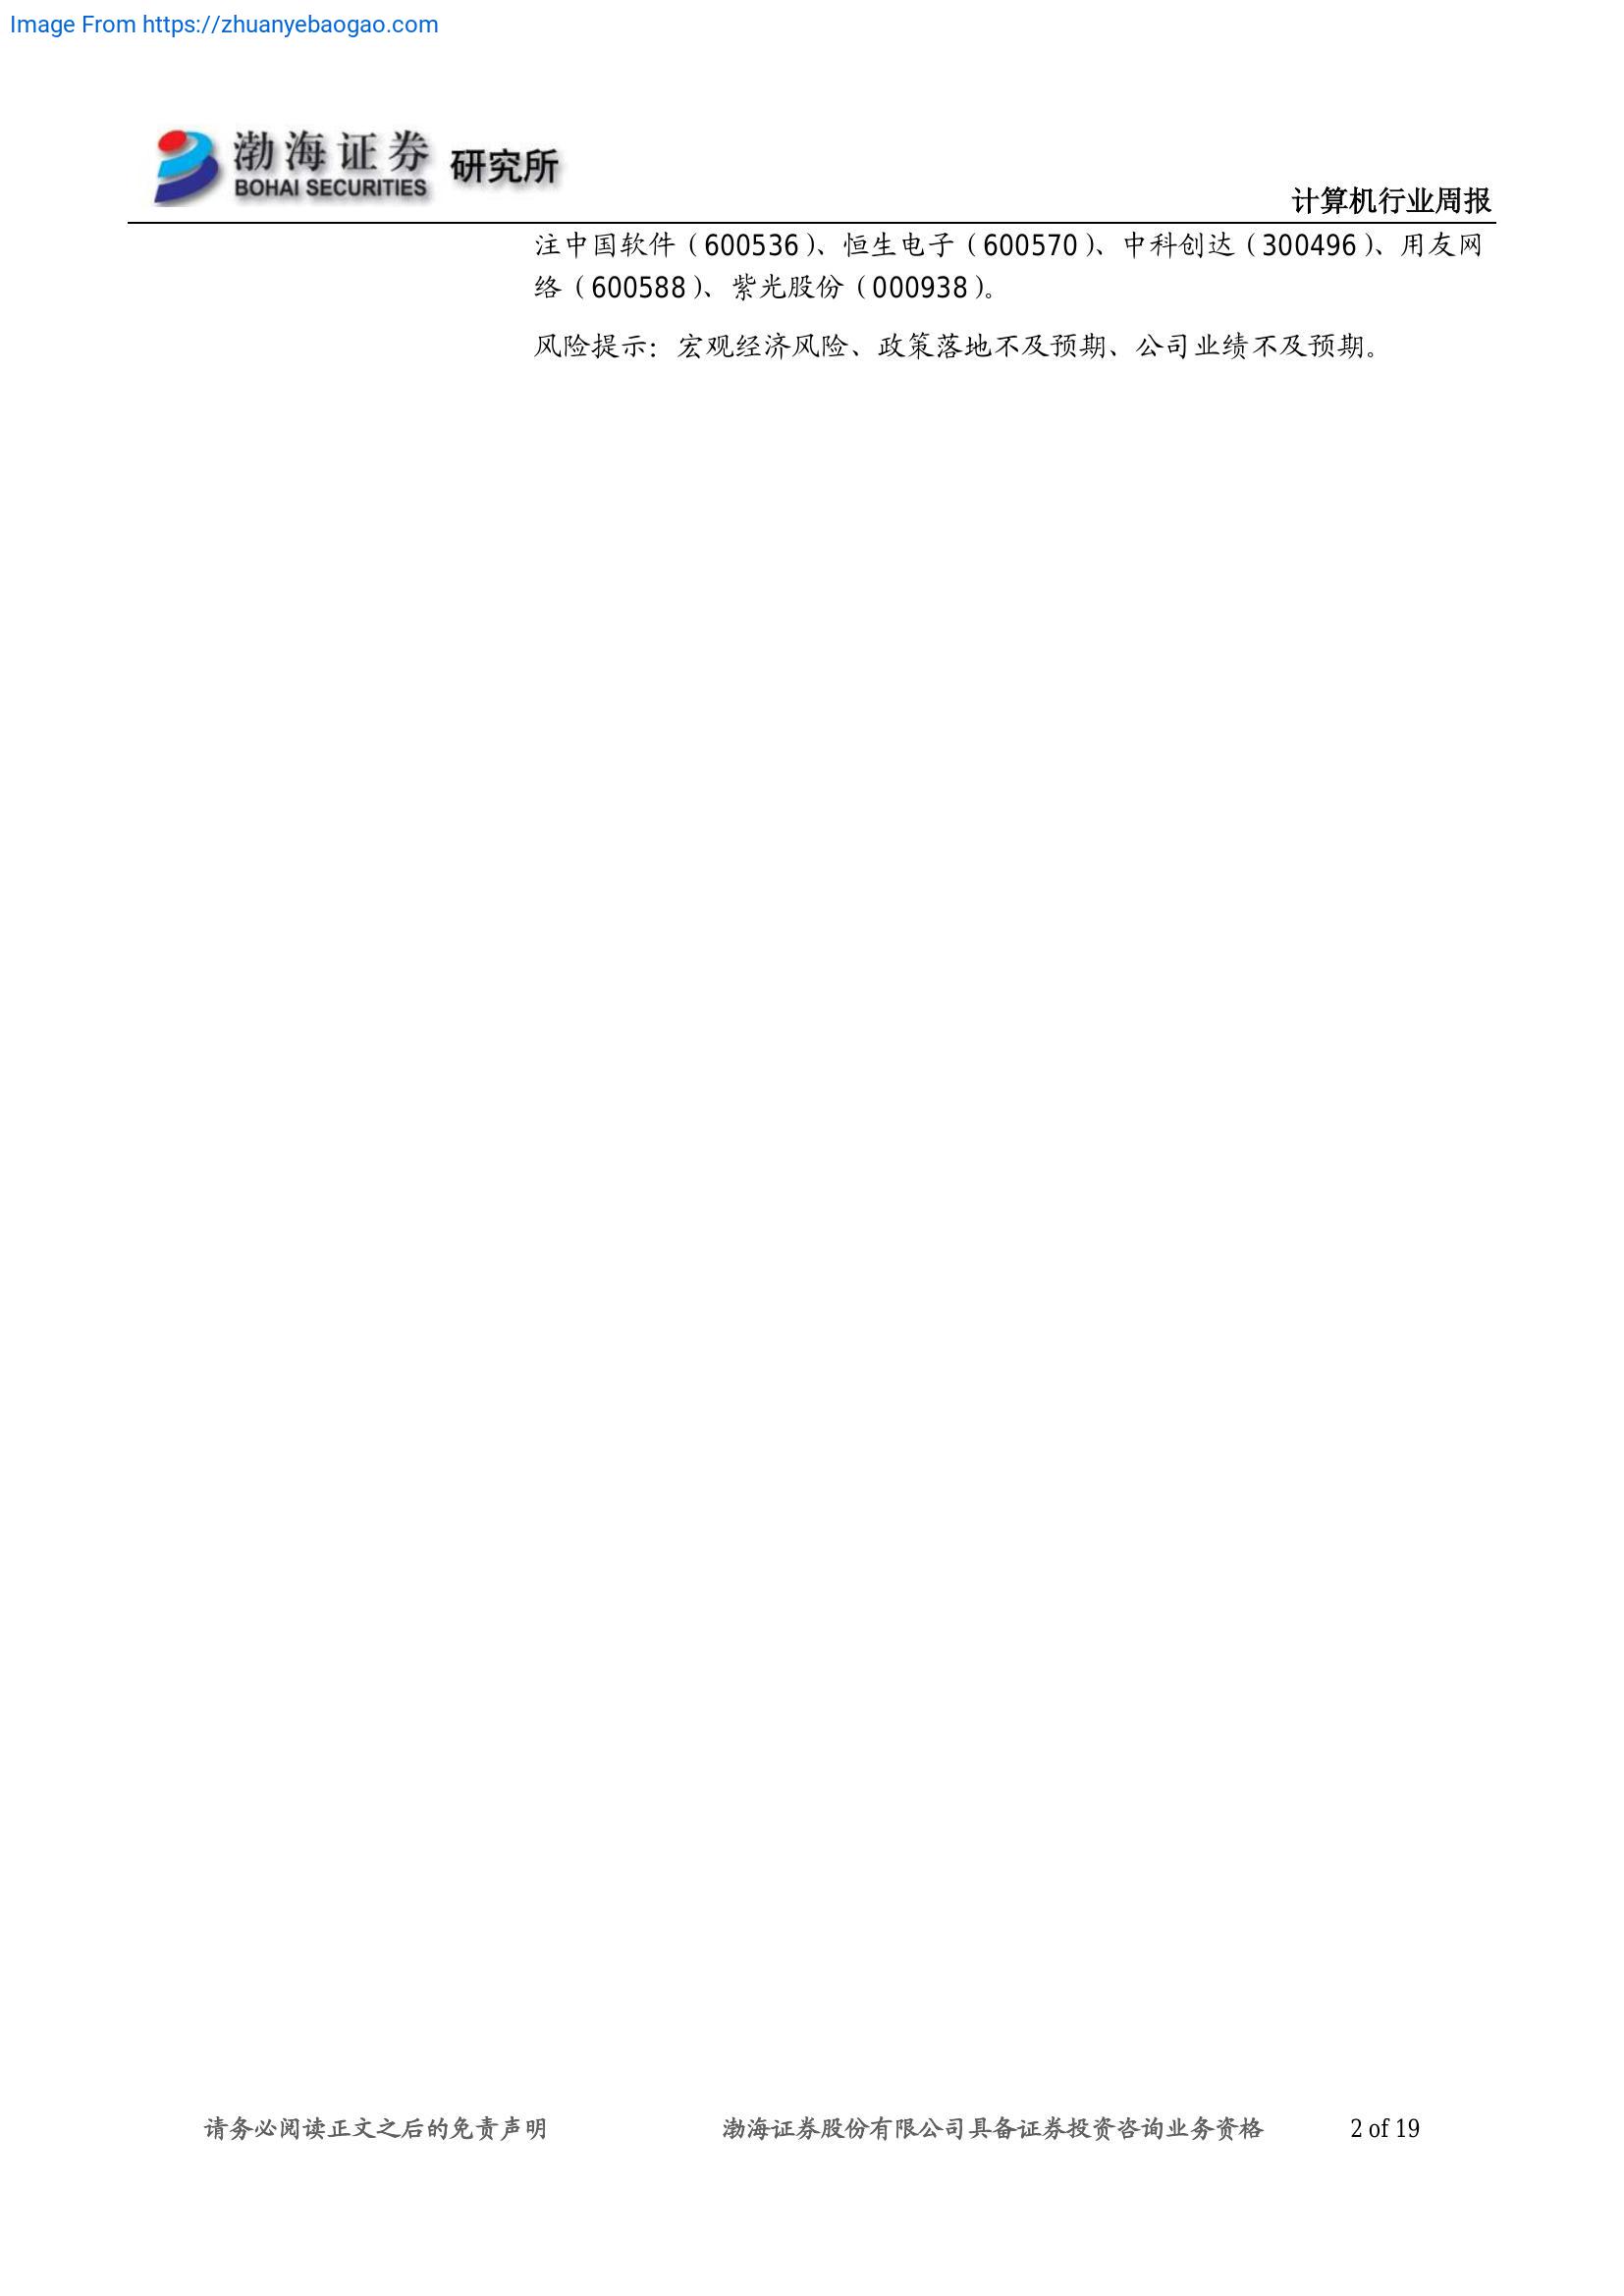 Image From https://zhuanyebaogao.com
渤海证券 研究所
BOHAI SECURITIES
计算机行业周报
注中国软件（600536）、恒生电子（600570）、中科创达（300496）、用友网
络（600588）、紫光股份（000938）。
风险提示：宏观经济风险、政策落地不及预期、公司业绩不及预期。
请务必阅读正文之后的免责声明 渤海证券股份有限公司具备证券投资咨询业务资格 2 of 19